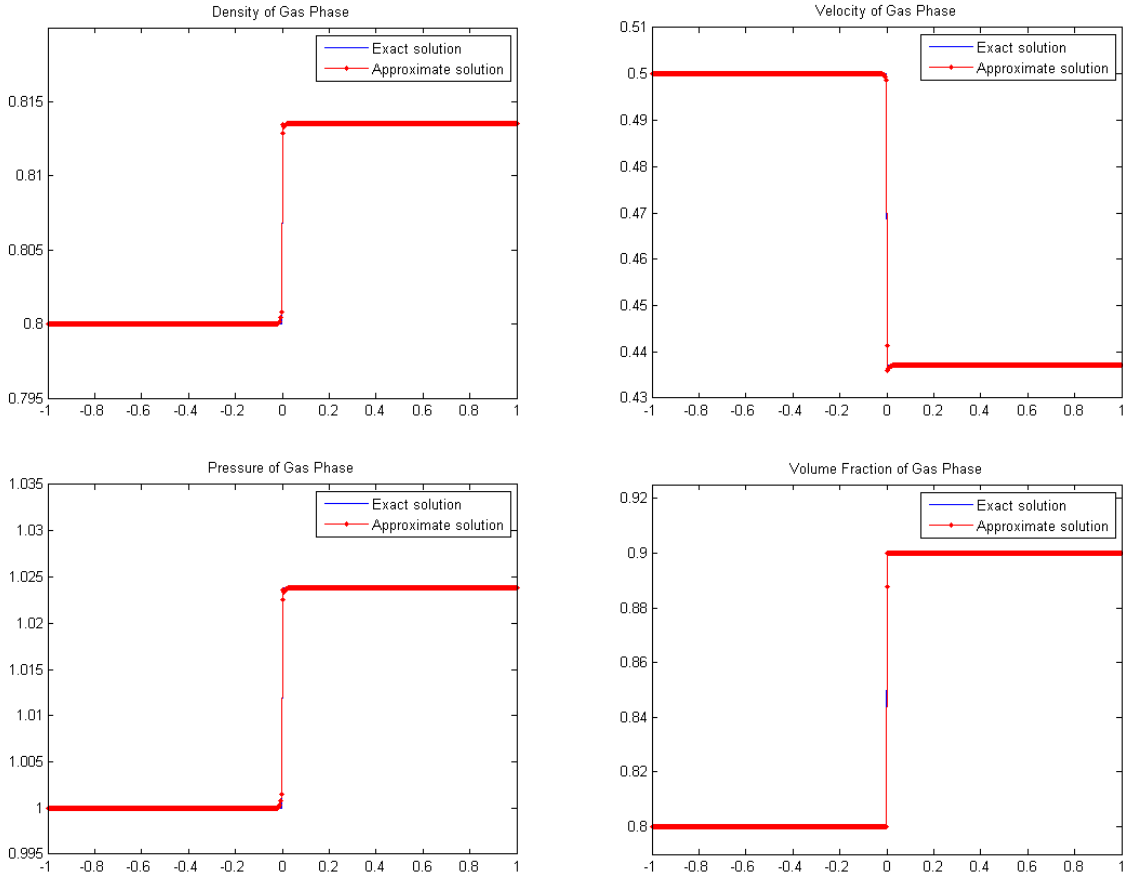 Density of Gas Phase
Exact solution
Approximate solution
0.815
0.81
0.805
0.8
0.795
-1 -0.8 -0.6 -0.4 -0.2 0 0.2 0.4 0.6 0.8 1
Velocity of Gas Phase
Exact solution
Approximate solution
0.51
0.5
0.49
0.48
0.47
0.46
0.45
0.44
0.43
-1 -0.8 -0.6 -0.4 -0.2 0 0.2 0.4 0.6 0.8 1
Pressure of Gas Phase
Exact solution
Approximate solution
1.035
1.03
1.025
1.02
1.015
1.01
1.005
1
0.995
-1 -0.8 -0.6 -0.4 -0.2 0 0.2 0.4 0.6 0.8 1
Volume Fraction of Gas Phase
Exact solution
Approximate solution
0.92
0.9
0.88
0.86
0.84
0.82
0.8
-1 -0.8 -0.6 -0.4 -0.2 0 0.2 0.4 0.6 0.8 1